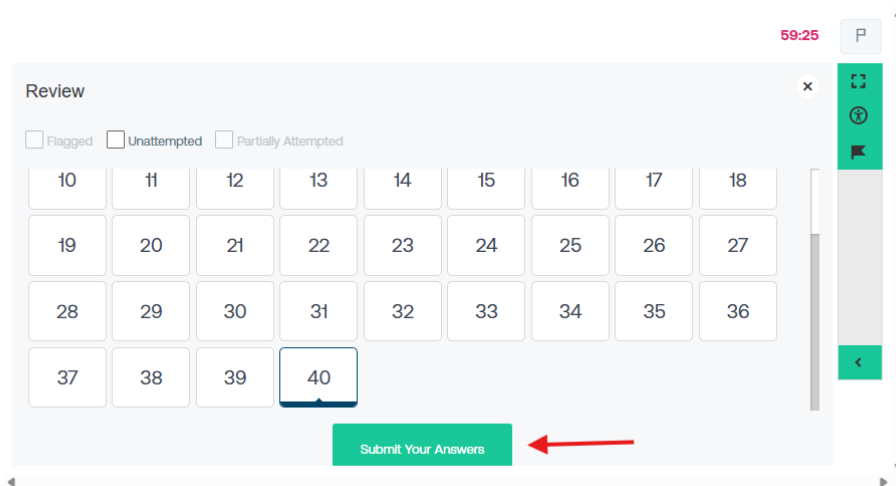 59:25
Review
Flagged Unattempted Partially Attempted
10 11 12 13 14 15 16 17 18
19 20 21 22 23 24 25 26 27
28 29 30 31 32 33 34 35 36
37 38 39 40
Submit Your Answers